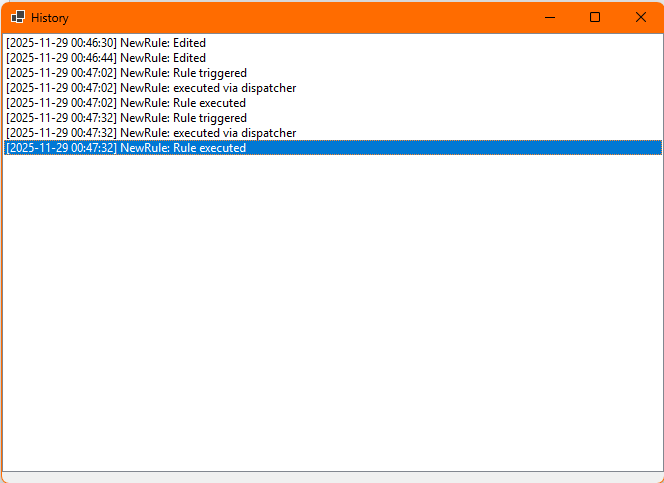 History
[2025-11-29 00:46:30] NewRule: Edited
[2025-11-29 00:46:44] NewRule: Edited
[2025-11-29 00:47:02] NewRule: Rule triggered
[2025-11-29 00:47:02] NewRule: executed via dispatcher
[2025-11-29 00:47:02] NewRule: Rule executed
[2025-11-29 00:47:32] NewRule: Rule triggered
[2025-11-29 00:47:32] NewRule: executed via dispatcher
[2025-11-29 00:47:32] NewRule: Rule executed